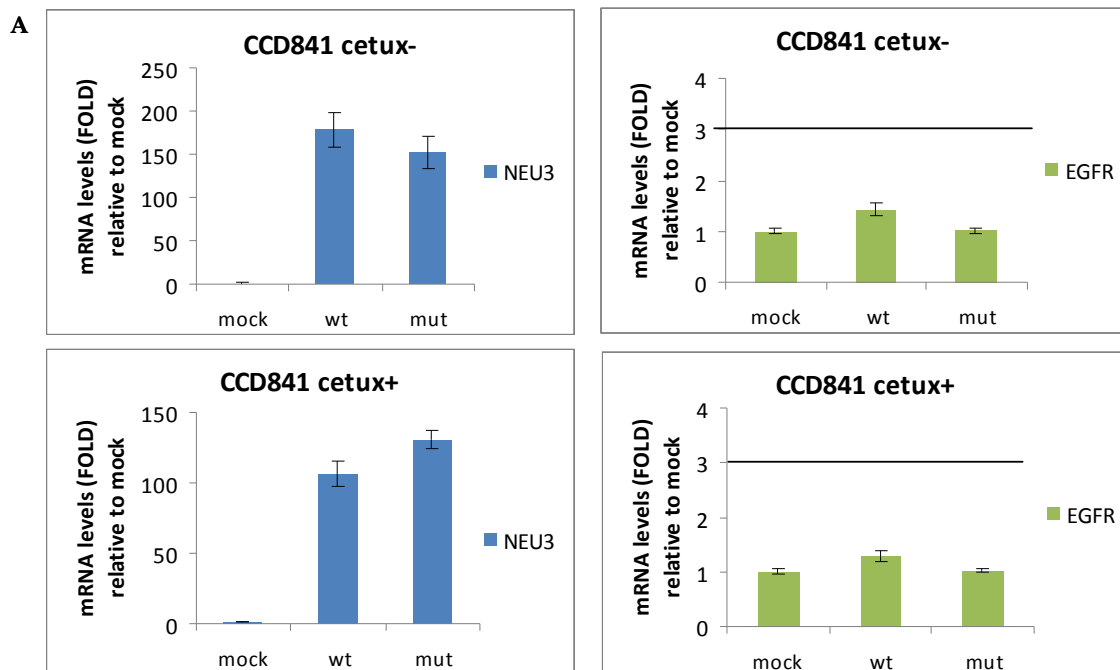 A
CCD841 cetux-
mRNA levels (FOLD)
relative to mock
250
200
150
100
50
0
mock wt mut
NEU3
CCD841 cetux-
mRNA levels (FOLD)
relative to mock
4
3
2
1
0
mock wt mut
EGFR
CCD841 cetux+
mRNA levels (FOLD)
relative to mock
150
100
50
0
mock wt mut
NEU3
CCD841 cetux+
mRNA levels (FOLD)
relative to mock
4
3
2
1
0
mock wt mut
EGFR